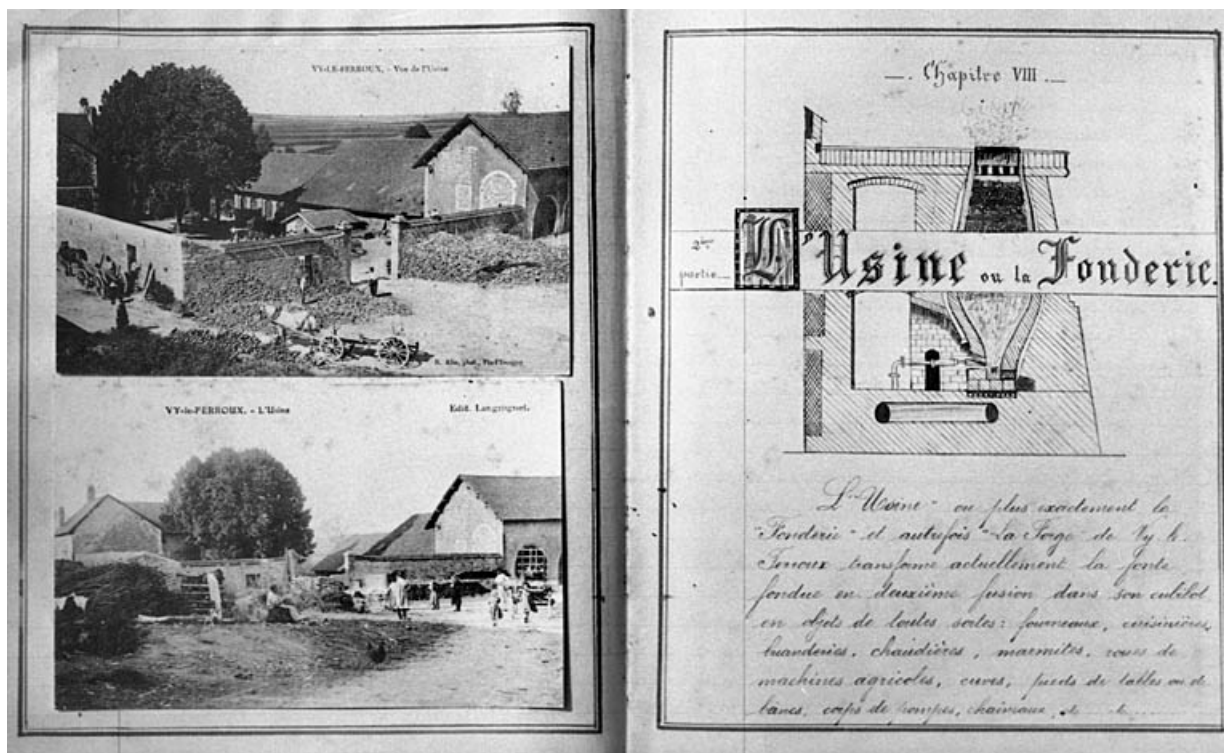 VY-LE-FERROUX. - Vue de l'Usine
VY-le-FERROUX. - L'Usine
Edit. Langrognet.
— Chapitre VIII —
2ème
partie
L'Usine ou la Fonderie.
L'"Usine" ou plus exactement la
"Fonderie" et autrefois "La Forge" de Vy le
Ferroux transforme actuellement la fonte
fondue en deuxième fusion dans son cubilot
en objets de toutes sortes : fourneaux, cuisinières,
buanderies, chaudières, marmites, roues de
machines agricoles, cuves, pieds de tables ou de
bancs, corps de pompes, chaineaux,